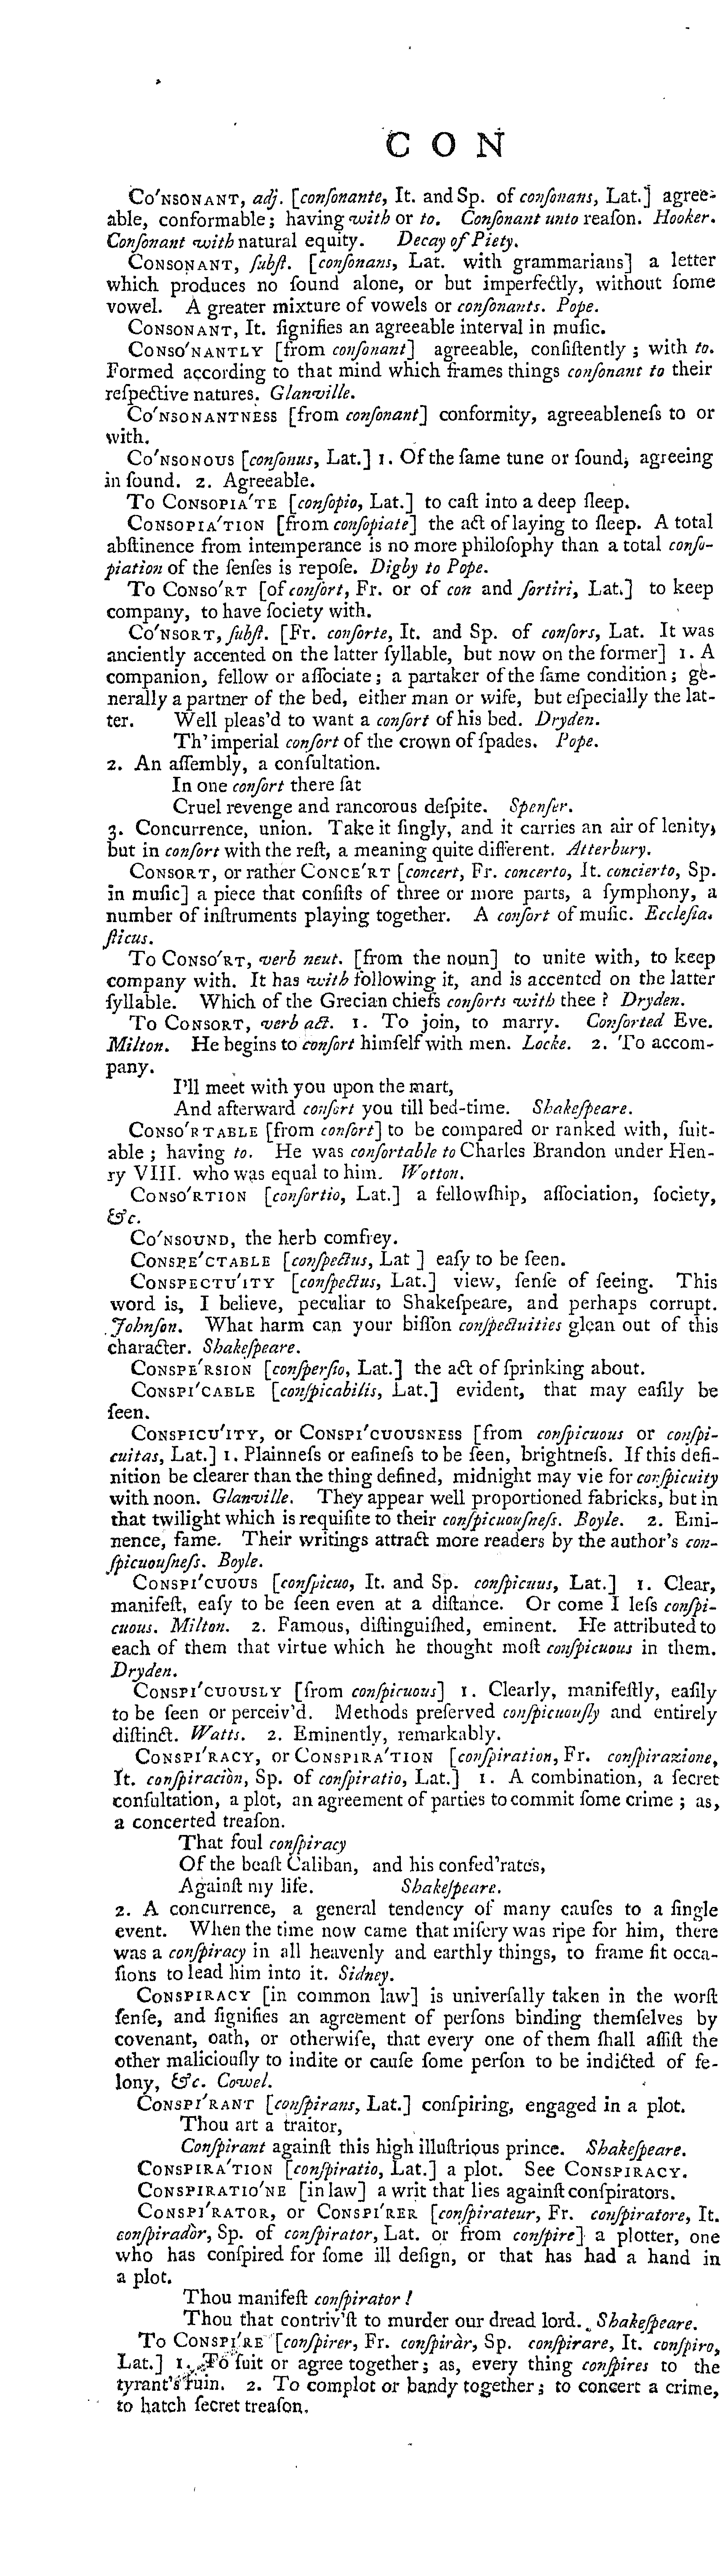 C O N
Co'nsonant, adj. [conſonante, It. and Sp. of conſonans, Lat.] agree-
able, conformable; having with or to. Conſonant unto reaſon. Hooker.
Conſonant with natural equity. Decay of Piety.
Consonant, ſubſt. [conſonans, Lat. with grammarians] a letter
which produces no ſound alone, or but imperfectly, without ſome
vowel. A greater mixture of vowels or conſonants. Pope.
Consonant, It. ſignifies an agreeable interval in muſic.
Conso'nantly [from conſonant] agreeable, conſiſtently; with to.
Formed according to that mind which frames things conſonant to their
reſpective natures. Glanville.
Co'nsonantness [from conſonant] conformity, agreeableneſs to or
with.
Co'nsonous [conſonus, Lat.] 1. Of the ſame tune or ſound, agreeing
in ſound. 2. Agreeable.
To Consopia'te [conſopio, Lat.] to caſt into a deep ſleep.
Consopia'tion [from conſopiate] the act of laying to ſleep. A total
abſtinence from intemperance is no more philoſophy than a total conſo-
piation of the ſenſes is repoſe. Digby to Pope.
To Conso'rt [of conſort, Fr. or of con and ſortiri, Lat.] to keep
company, to have ſociety with.
Co'nsort, ſubſt. [Fr. conſorte, It. and Sp. of conſors, Lat. It was
anciently accented on the latter ſyllable, but now on the former] 1. A
companion, fellow or aſſociate; a partaker of the ſame condition; ge-
nerally a partner of the bed, either man or wife, but eſpecially the lat-
ter. Well pleas'd to want a conſort of his bed. Dryden.
Th' imperial conſort of the crown of ſpades. Pope.
2. An aſſembly, a conſultation.
In one conſort there ſat
Cruel revenge and rancorous deſpite. Spenſer.
3. Concurrence, union. Take it ſingly, and it carries an air of lenity,
but in conſort with the reſt, a meaning quite different. Atterbury.
Consort, or rather Conce'rt [concert, Fr. concerto, It. concierto, Sp.
in muſic] a piece that conſiſts of three or more parts, a ſymphony, a
number of inſtruments playing together. A conſort of muſic. Eccleſia-
ſticus.
To Conso'rt, verb neut. [from the noun] to unite with, to keep
company with. It has with following it, and is accented on the latter
ſyllable. Which of the Grecian chiefs conſorts with thee? Dryden.
To Consort, verb act. 1. To join, to marry. Conſorted Eve.
Milton. He begins to conſort himſelf with men. Locke. 2. To accom-
pany.
I'll meet with you upon the mart,
And afterward conſort you till bed-time. Shakeſpeare.
Conso'rtable [from conſort] to be compared or ranked with, ſuit-
able; having to. He was conſortable to Charles Brandon under Hen-
ry VIII. who was equal to him. Wotton.
Conso'rtion [conſortio, Lat.] a fellowſhip, aſſociation, ſociety,
&c.
Co'nsound, the herb comfrey.
Conspe'ctable [conſpectus, Lat ] eaſy to be ſeen.
Conspectu'ity [conſpectus, Lat.] view, ſenſe of ſeeing. This
word is, I believe, peculiar to Shakeſpeare, and perhaps corrupt.
Johnſon. What harm can your biſſon conſpectuities glean out of this
character. Shakeſpeare.
Conspe'rsion [conſperſio, Lat.] the act of ſprinking about.
Conspi'cable [conſpicabilis, Lat.] evident, that may eaſily be
ſeen.
Conspicu'ity, or Conspi'cuousness [from conſpicuous or conſpi-
cuitas, Lat.] 1. Plainneſs or eaſineſs to be ſeen, brightneſs. If this defi-
nition be clearer than the thing defined, midnight may vie for conſpicuity
with noon. Glanville. They appear well proportioned fabricks, but in
that twilight which is requiſite to their conſpicuouſneſs. Boyle. 2. Emi-
nence, fame. Their writings attract more readers by the author's con-
ſpicuouſneſs. Boyle.
Conspi'cuous [conſpicuo, It. and Sp. conſpicuus, Lat.] 1. Clear,
manifeſt, eaſy to be ſeen even at a diſtance. Or come I leſs conſpi-
cuous. Milton. 2. Famous, diſtinguiſhed, eminent. He attributed to
each of them that virtue which he thought moſt conſpicuous in them.
Dryden.
Conspi'cuously [from conſpicuous] 1. Clearly, manifeſtly, eaſily
to be ſeen or perceiv'd. Methods preſerved conſpicuouſly and entirely
diſtinct. Watts. 2. Eminently, remarkably.
Conspi'racy, or Conspira'tion [conſpiration, Fr. conſpirazione,
It. conſpiraciòn, Sp. of conſpiratio, Lat.] 1. A combination, a ſecret
conſultation, a plot, an agreement of parties to commit ſome crime; as,
a concerted treaſon.
That foul conſpiracy
Of the beaſt Caliban, and his confed'rates,
Againſt my life. Shakeſpeare.
2. A concurrence, a general tendency of many cauſes to a ſingle
event. When the time now came that miſery was ripe for him, there
was a conſpiracy in all heavenly and earthly things, to frame fit occa-
ſions to lead him into it. Sidney.
Conspiracy [in common law] is univerſally taken in the worſt
ſenſe, and ſignifies an agreement of perſons binding themſelves by
covenant, oath, or otherwiſe, that every one of them ſhall aſſiſt the
other maliciouſly to indite or cauſe ſome perſon to be indicted of fe-
lony, &c. Cowel.
Conspi'rant [conſpirans, Lat.] conſpiring, engaged in a plot.
Thou art a traitor,
Conſpirant againſt this high illuſtrious prince. Shakeſpeare.
Conspira'tion [conſpiratio, Lat.] a plot. See Conspiracy.
Conspiratio'ne [in law] a writ that lies againſt conſpirators.
Conspi'rator, or Conspi'rer [conſpirateur, Fr. conſpiratore, It.
conſpiradòr, Sp. of conſpirator, Lat. or from conſpire] a plotter, one
who has conſpired for ſome ill deſign, or that has had a hand in
a plot.
Thou manifeſt conſpirator!
Thou that contriv'ſt to murder our dread lord. Shakeſpeare.
To Conspi're [conſpirer, Fr. conſpiràr, Sp. conſpirare, It. conſpiro,
Lat.] 1. To ſuit or agree together; as, every thing conſpires to the
tyrant's ruin. 2. To complot or bandy together; to concert a crime,
to hatch ſecret treaſon.